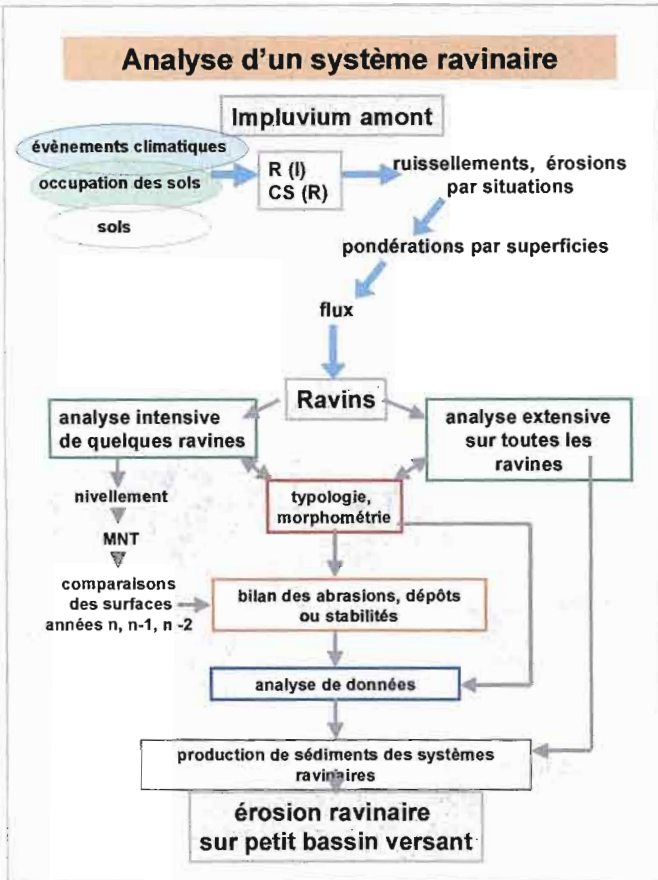 Analyse d'un système ravinaire
Impluvium amont
évènements climatiques
occupation des sols
sols
R (I)
CS (R)
ruissellements, érosions
par situations
pondérations par superficies
flux
Ravins
analyse intensive
de quelques ravines
analyse extensive
sur toutes les
ravines
nivellement
typologie,
morphométrie
MNT
comparaisons
des surfaces
années n, n-1, n -2
bilan des abrasions, dépôts
ou stabilités
analyse de données
production de sédiments des systèmes
ravinaires
érosion ravinaire
sur petit bassin versant